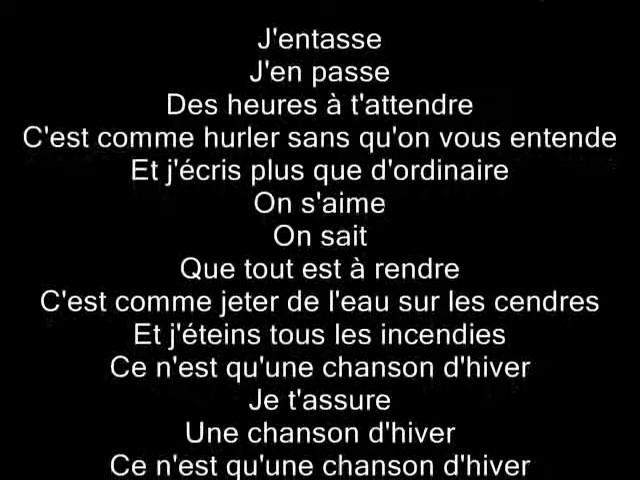 J'entasse
J'en passe
Des heures à t'attendre
C'est comme hurler sans qu'on vous entende
Et j'écris plus que d'ordinaire
On s'aime
On sait
Que tout est à rendre
C'est comme jeter de l'eau sur les cendres
Et j'éteins tous les incendies
Ce n'est qu'une chanson d'hiver
Je t'assure
Une chanson d'hiver
Ce n'est qu'une chanson d'hiver